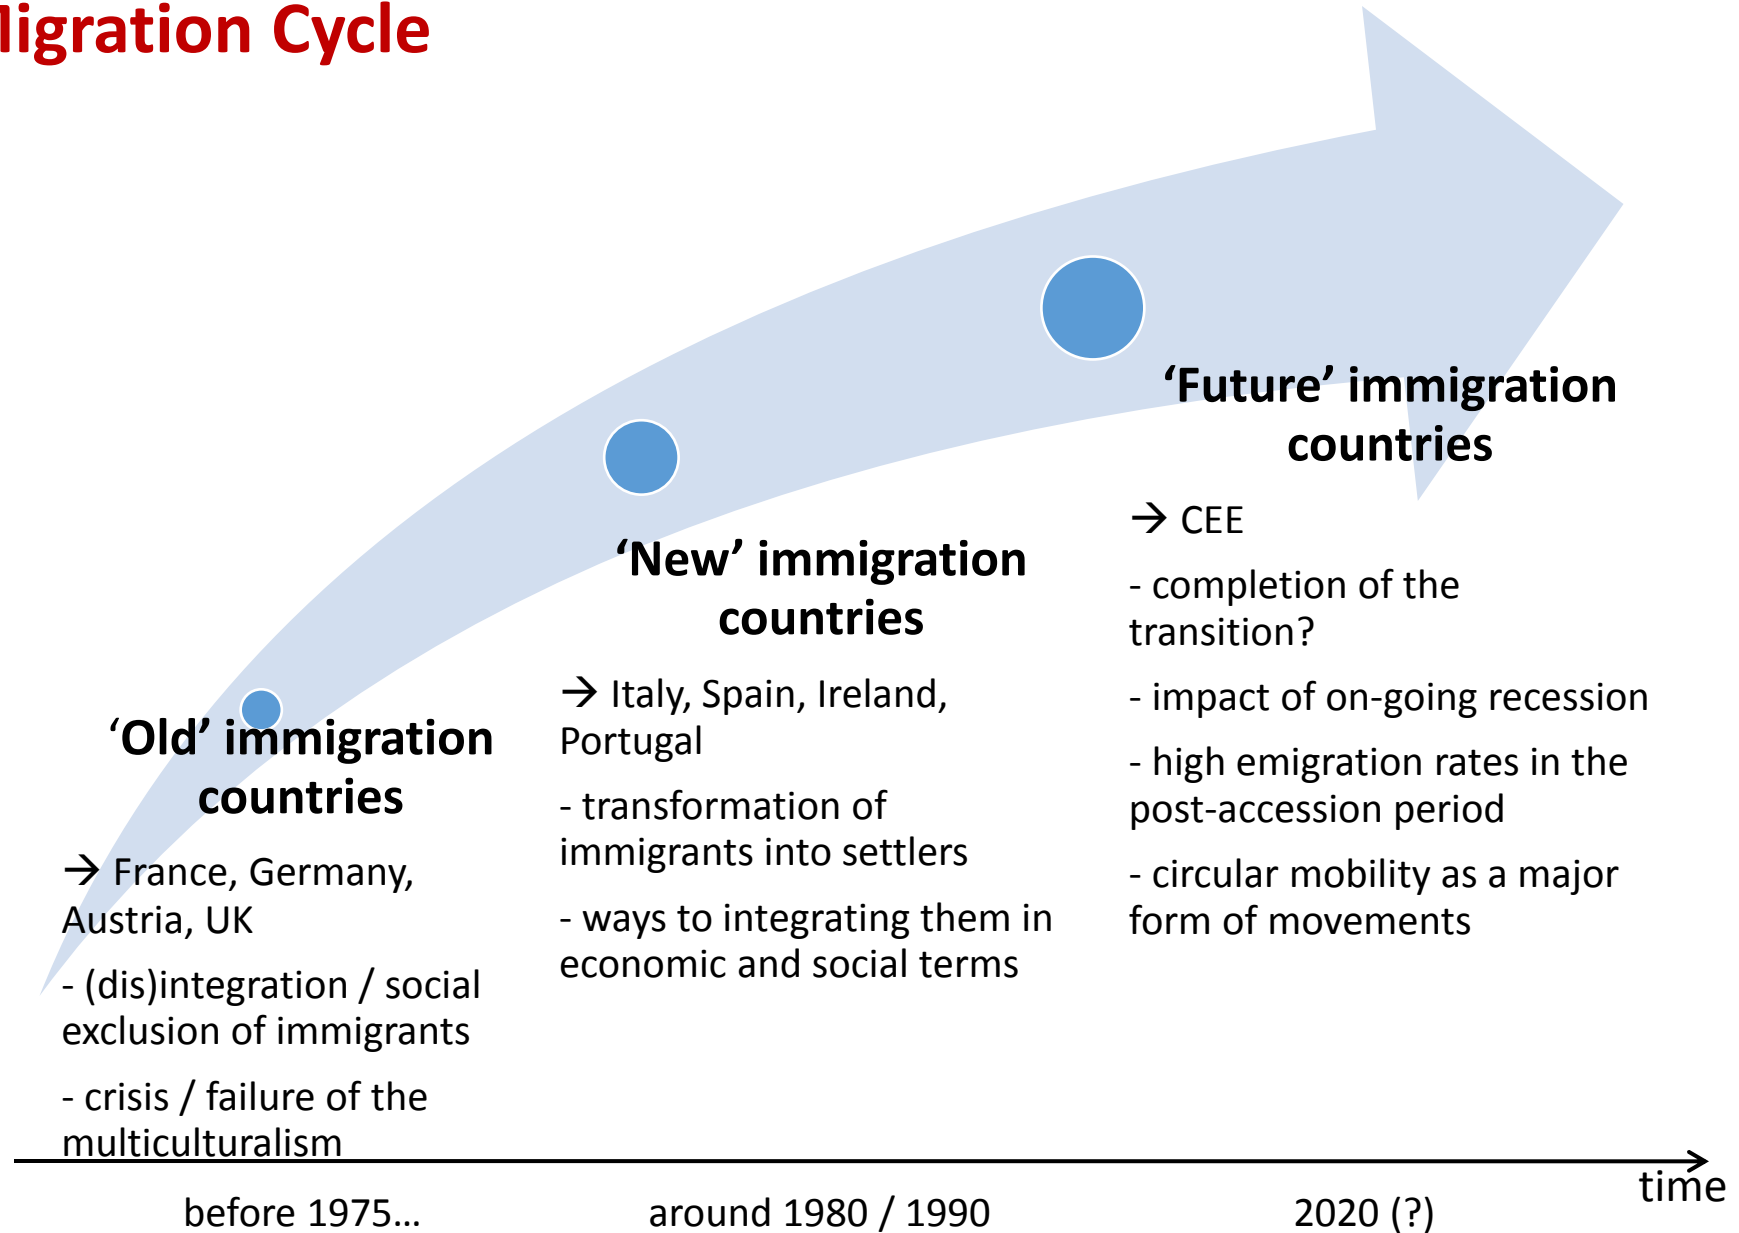 ligration Cycle
‘Old’ immigration
countries
→ France, Germany,
Austria, UK
- (dis)integration / social
exclusion of immigrants
- crisis / failure of the
multiculturalism
‘New’ immigration
countries
→ Italy, Spain, Ireland,
Portugal
- transformation of
immigrants into settlers
- ways to integrating them in
economic and social terms
‘Future’ immigration
countries
→ CEE
- completion of the
transition?
- impact of on-going recession
- high emigration rates in the
post-accession period
- circular mobility as a major
form of movements
time
before 1975...
around 1980 / 1990
2020 (?)